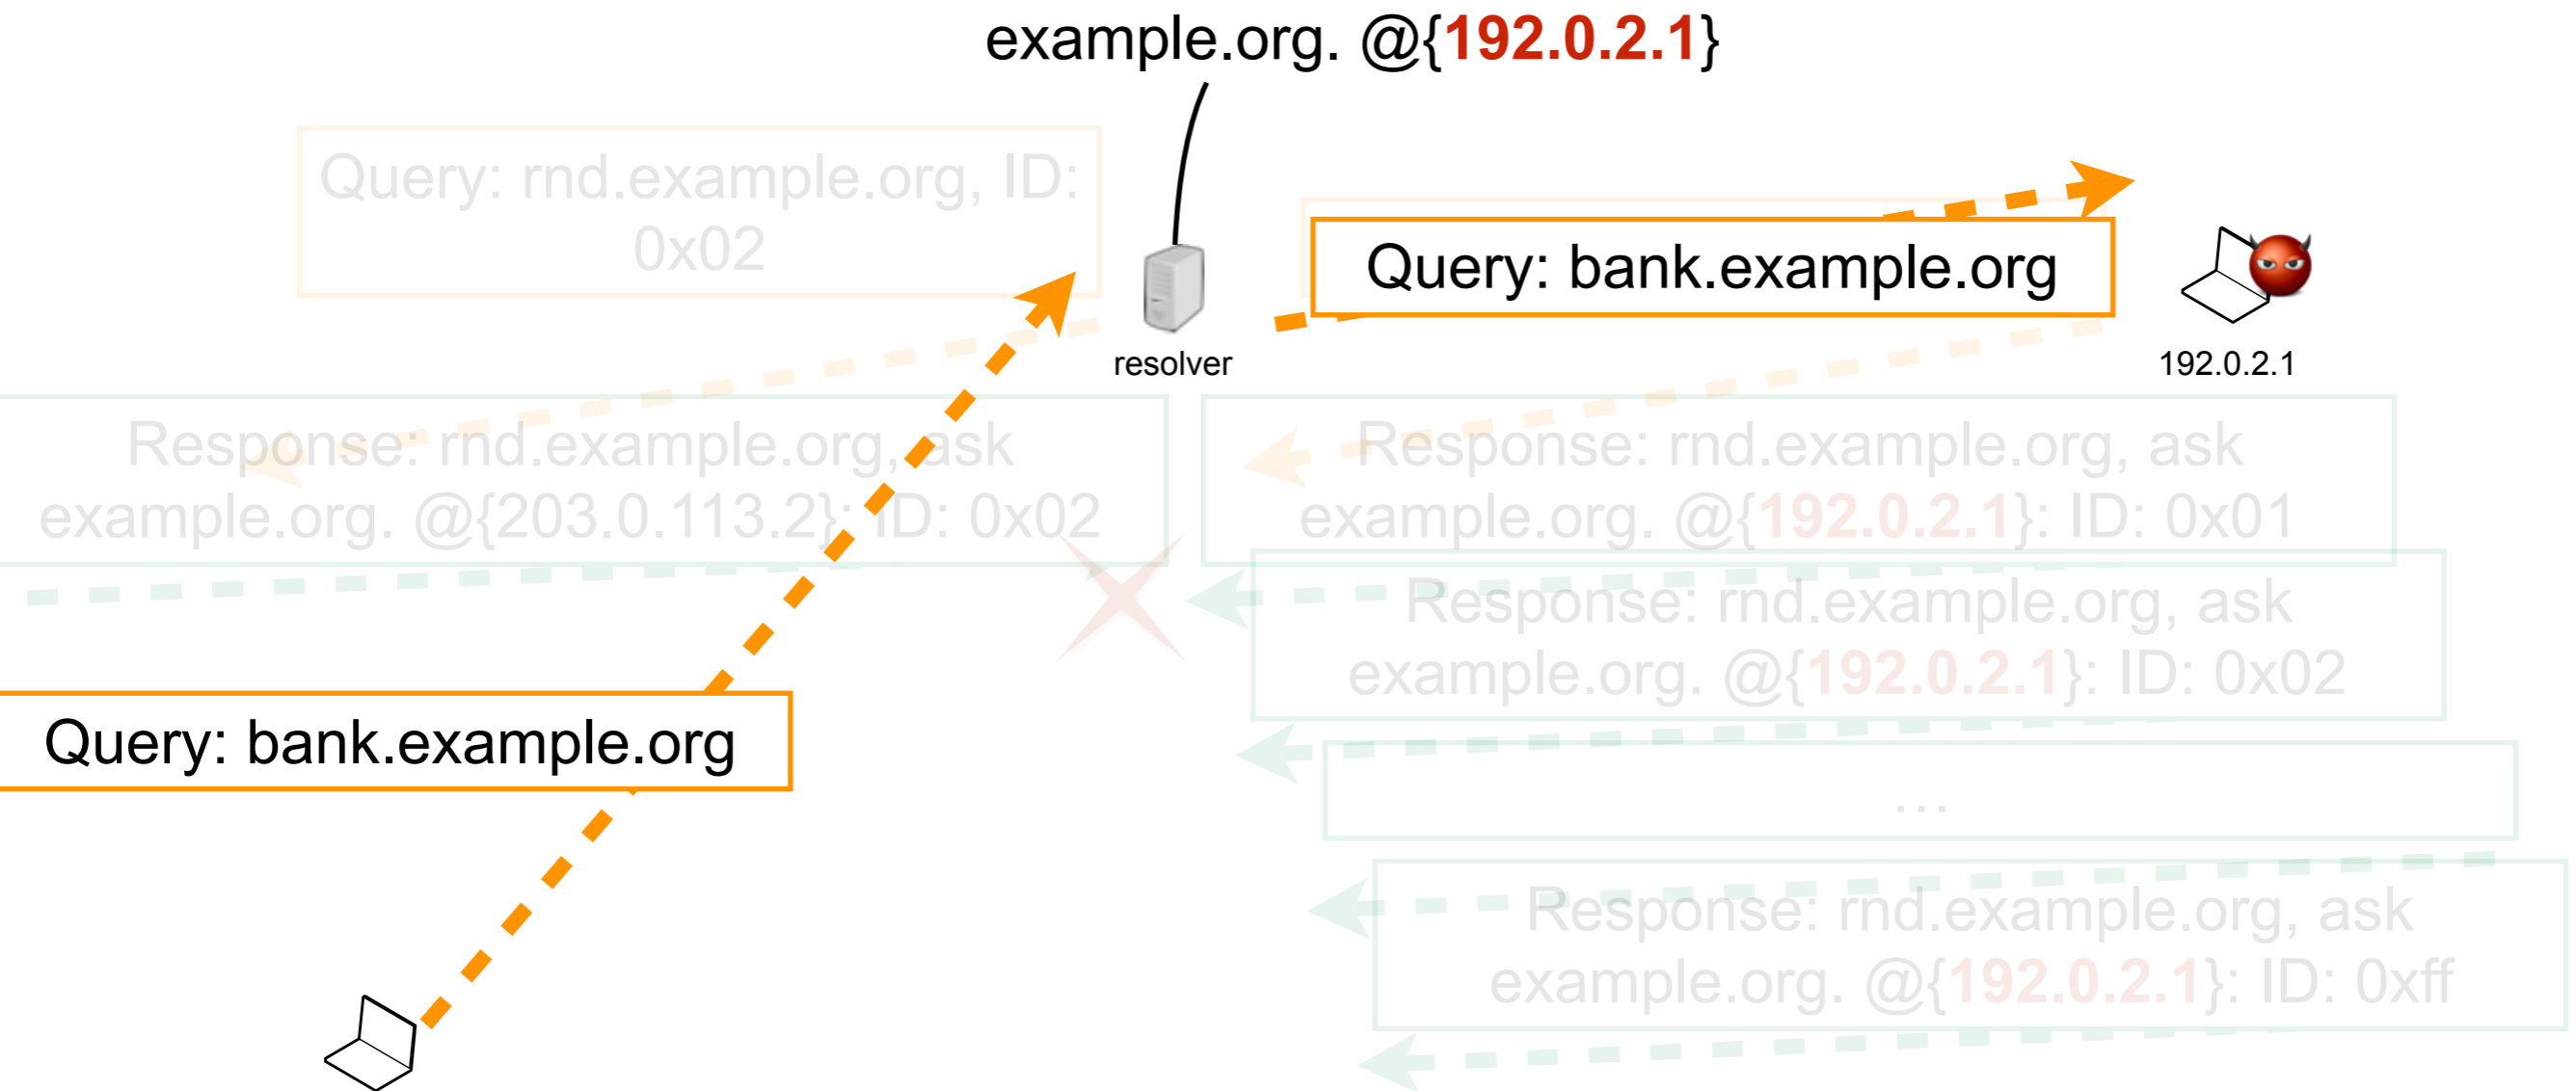 example.org. @{192.0.2.1}
Query: rnd.example.org, ID:
0x02
Query: bank.example.org
resolver
192.0.2.1
Response: rnd.example.org, ask
example.org. @{203.0.113.2}: ID: 0x02
Response: rnd.example.org, ask
example.org. @{192.0.2.1}: ID: 0x01
Response: rnd.example.org, ask
example.org. @{192.0.2.1}: ID: 0x02
Query: bank.example.org
...
Response: rnd.example.org, ask
example.org. @{192.0.2.1}: ID: 0xff